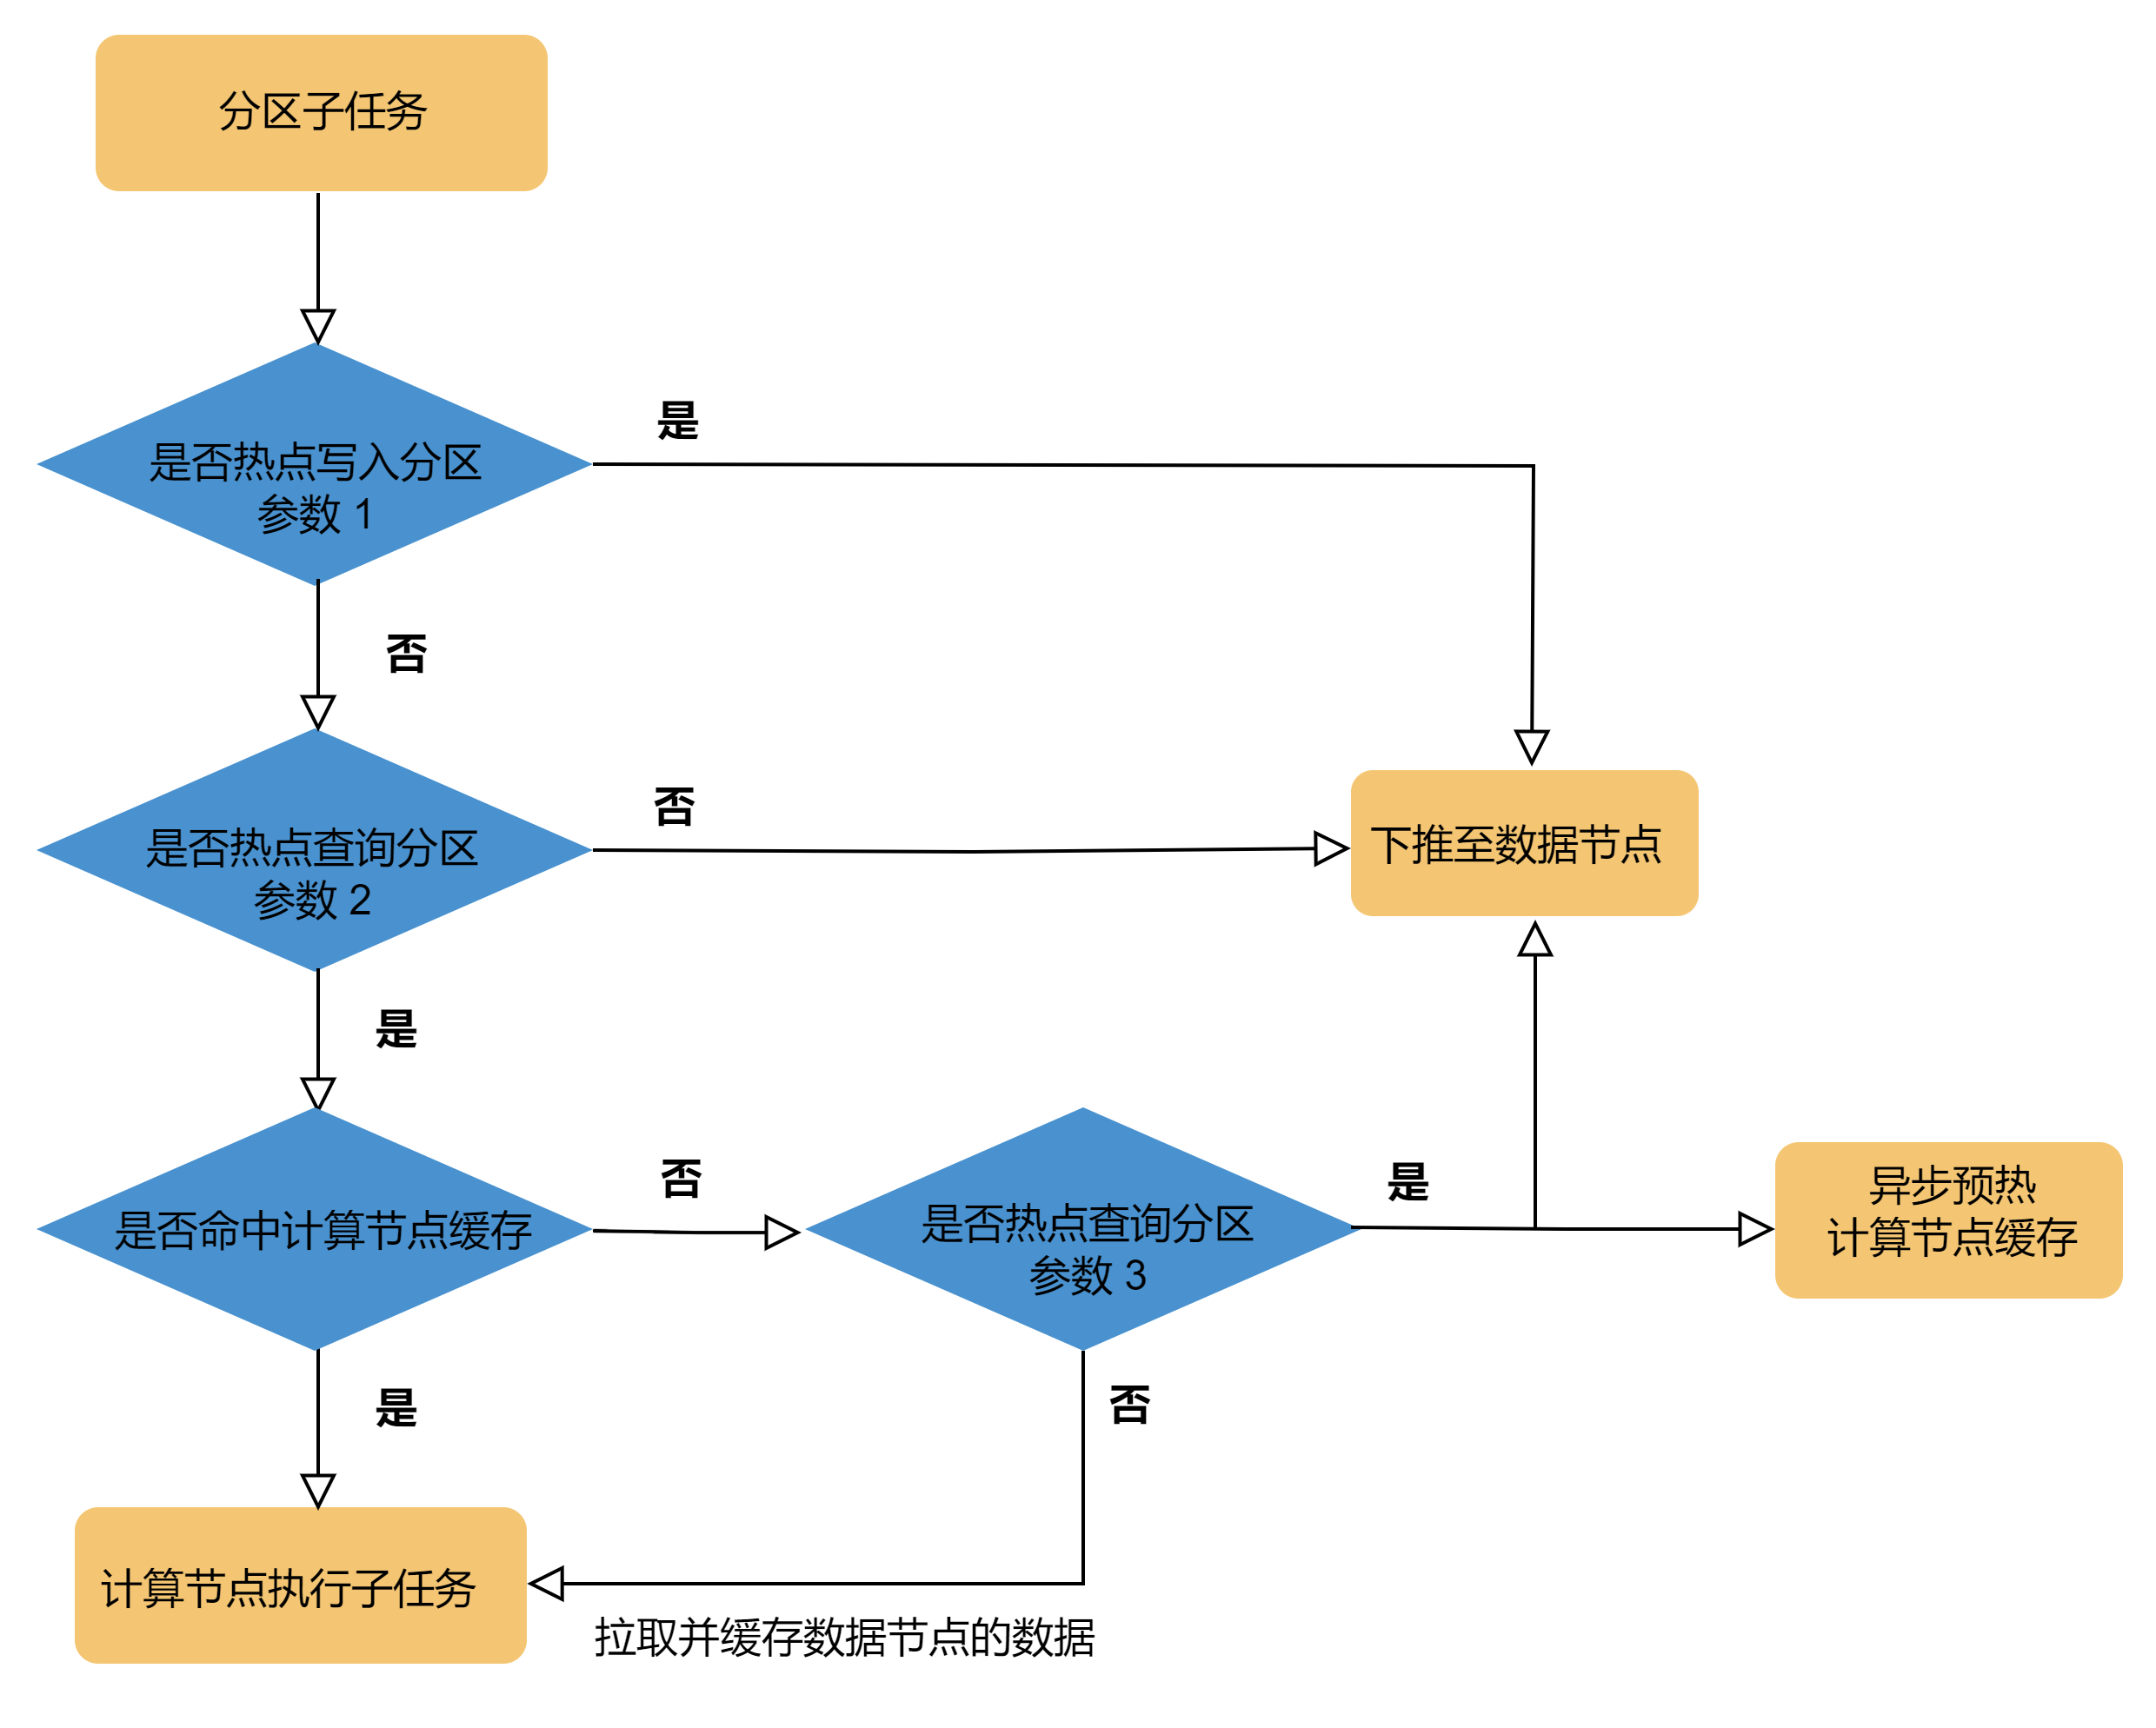 分区子任务
是
是否热点写入分区
参数 1
否
否
是否热点查询分区
参数 2
下推至数据节点
是
否
是
是否命中计算节点缓存
是否热点查询分区
参数 3
异步预热
计算节点缓存
是
否
计算节点执行子任务
拉取并缓存数据节点的数据